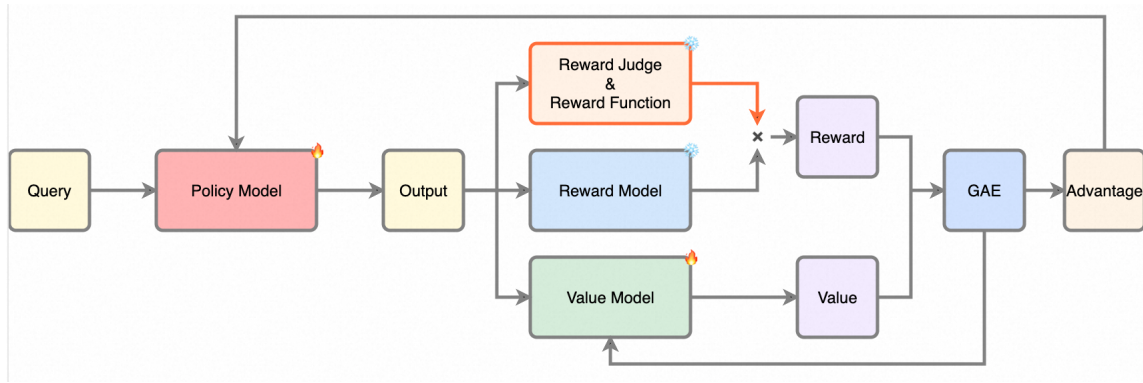 Query
Policy Model
Output
Reward Judge
&
Reward Function
Reward Model
Value Model
×
Reward
Value
GAE
Advantage